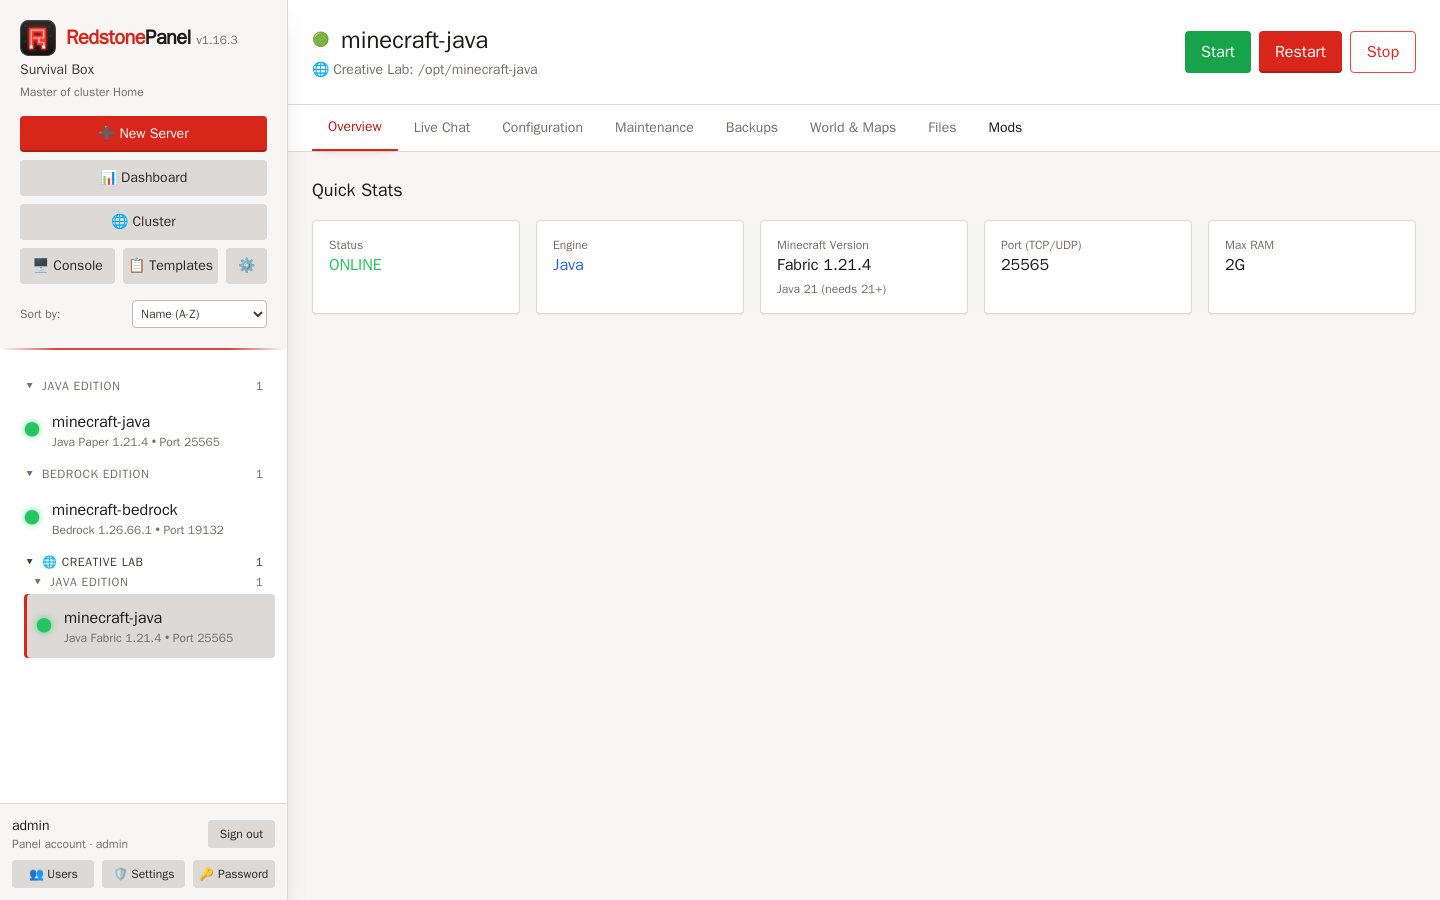 RedstonePanel v1.16.3
Survival Box
Master of cluster Home
➕ New Server
📊 Dashboard
🌐 Cluster
🖥️ Console
📋 Templates
⚙️
Sort by:
Name (A-Z)
▼ JAVA EDITION 1
minecraft-java
Java Paper 1.21.4 • Port 25565
▼ BEDROCK EDITION 1
minecraft-bedrock
Bedrock 1.26.66.1 • Port 19132
▼ 🌐 CREATIVE LAB 1
▼ JAVA EDITION 1
minecraft-java
Java Fabric 1.21.4 • Port 25565
admin
Panel account · admin
Sign out
👥 Users
🛡️ Settings
🔑 Password
minecraft-java
🌐 Creative Lab: /opt/minecraft-java
Start
Restart
Stop
Overview
Live Chat
Configuration
Maintenance
Backups
World & Maps
Files
Mods
Quick Stats
Status
ONLINE
Engine
Java
Minecraft Version
Fabric 1.21.4
Java 21 (needs 21+)
Port (TCP/UDP)
25565
Max RAM
2G